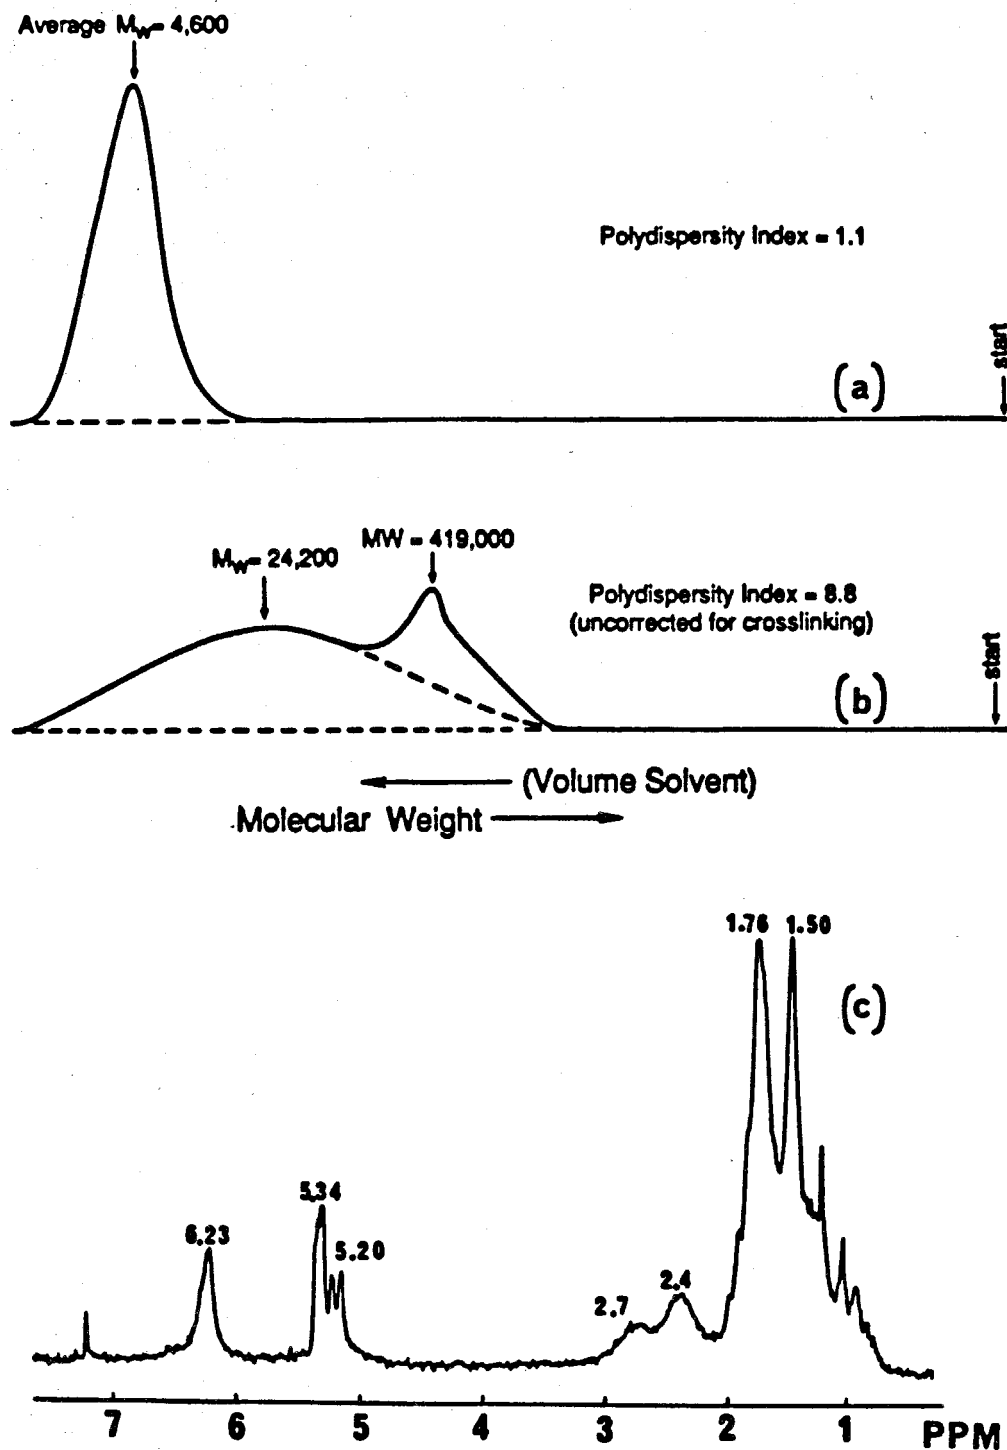 Average Mw= 4,600
Polydispersity Index = 1.1
start
(a)
MW = 419,000
Mw= 24,200
Polydispersity Index = 8.8
(uncorrected for crosslinking)
start
(b)
(Volume Solvent)
Molecular Weight
1.76 1.50
(c)
5.34
6.23
5.20
2.4
2.7
7 6 5 4 3 2 1 PPM